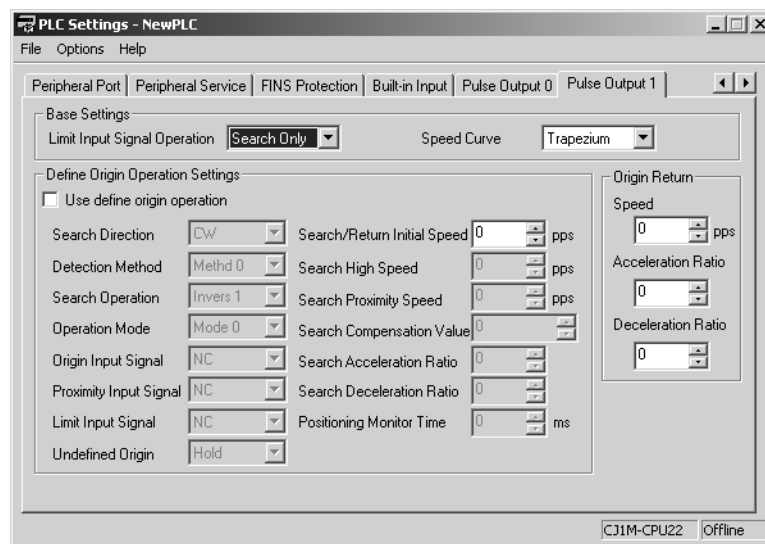 PLC Settings - NewPLC
File Options Help
Peripheral Port Peripheral Service FINS Protection Built-in Input Pulse Output 0 Pulse Output 1
Base Settings
Limit Input Signal Operation Search Only Speed Curve Trapezium
Define Origin Operation Settings
Use define origin operation
Search Direction CW Search/Return Initial Speed 0 pps
Detection Method Methd 0 Search High Speed 0 pps
Search Operation Invers 1 Search Proximity Speed 0 pps
Operation Mode Mode 0 Search Compensation Value 0
Origin Input Signal NC Search Acceleration Ratio 0
Proximity Input Signal NC Search Deceleration Ratio 0
Limit Input Signal NC Positioning Monitor Time 0 ms
Undefined Origin Hold
Origin Return
Speed
0 pps
Acceleration Ratio
0
Deceleration Ratio
0
CJ1M-CPU22 Offline